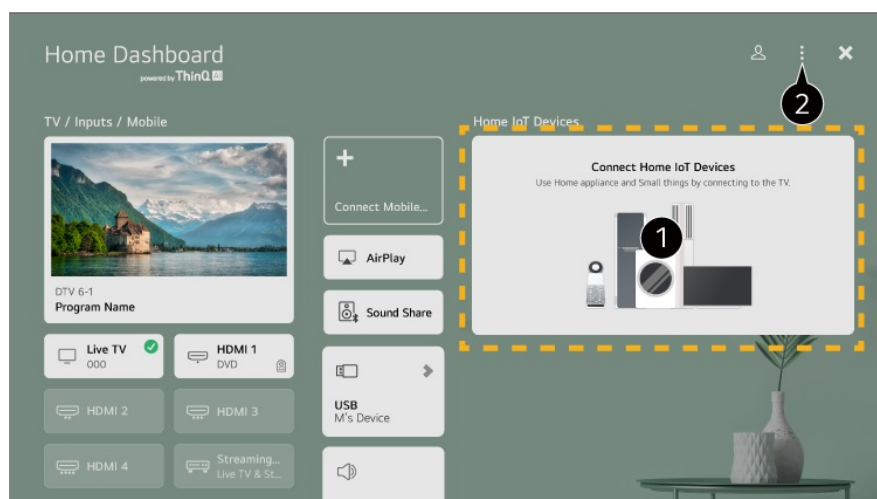 Home Dashboard
powered by ThinQ AI
2
TV / Inputs / Mobile
Home IoT Devices
Connect Home IoT Devices
Use Home appliance and Small things by connecting to the TV.
1
DTV 6-1
Program Name
Live TV
000
HDMI 1
DVD
HDMI 2
HDMI 3
HDMI 4
Streaming...
Live TV & St...
Connect Mobile...
AirPlay
Sound Share
USB
M's Device